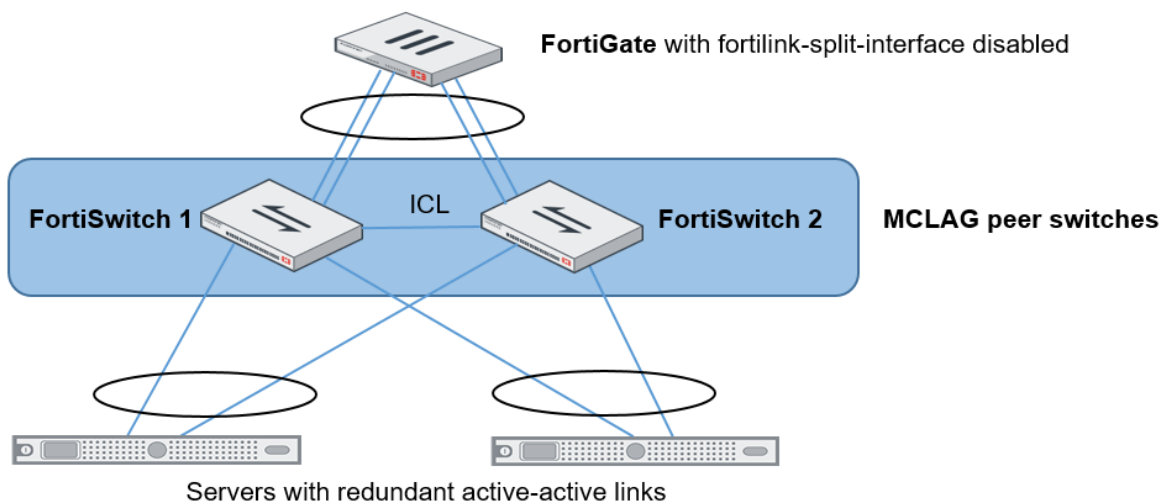 FortiGate with fortilink-split-interface disabled
ICL
FortiSwitch 1
FortiSwitch 2
MCLAG peer switches
Servers with redundant active-active links